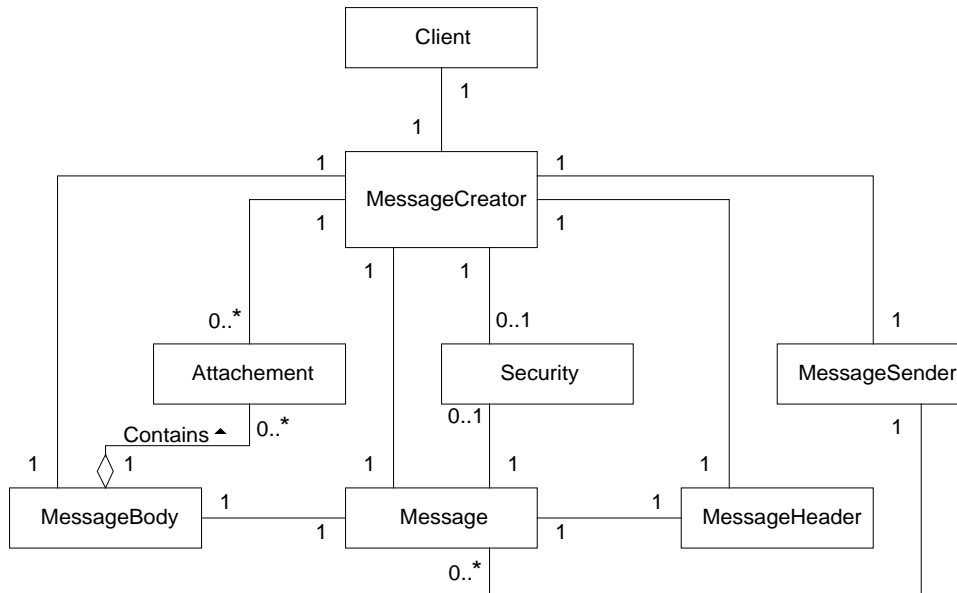 Client
1
1
1
1
MessageCreator
1
1
1
1
0..*
0..1
1
Attachement
Security
MessageSender
0..*
0..1
1
Contains
1
1
1
1
1
MessageBody
1
1
Message
1
1
MessageHeader
0..*